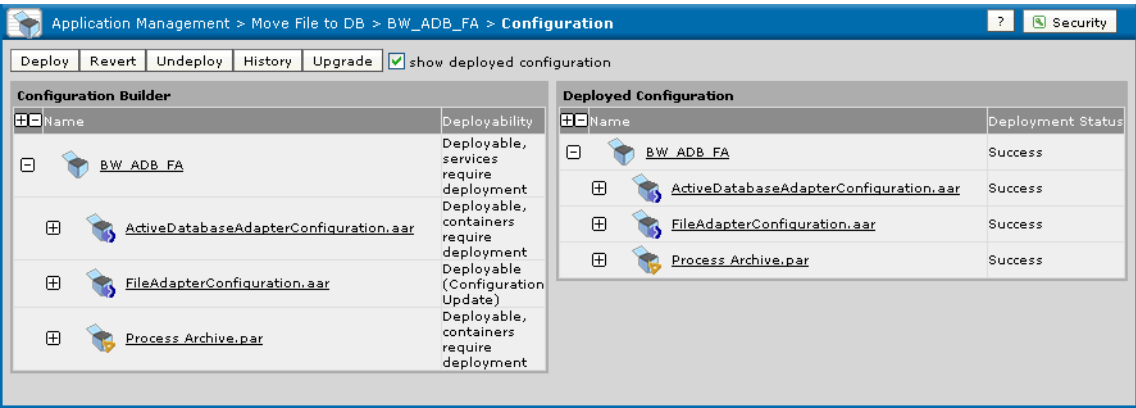 Application Management > Move File to DB > BW_ADB_FA > Configuration
? Security
Deploy Revert Undeploy History Upgrade show deployed configuration
Configuration Builder
Name Deployability
BW_ADB_FA
Deployable,
services
require
deployment
ActiveDatabaseAdapterConfiguration.aar
Deployable,
containers
require
deployment
FileAdapterConfiguration.aar
Deployable
(Configuration
Update)
Process Archive.par
Deployable,
containers
require
deployment
Deployed Configuration
Name Deployment Status
BW_ADB_FA Success
ActiveDatabaseAdapterConfiguration.aar Success
FileAdapterConfiguration.aar Success
Process Archive.par Success